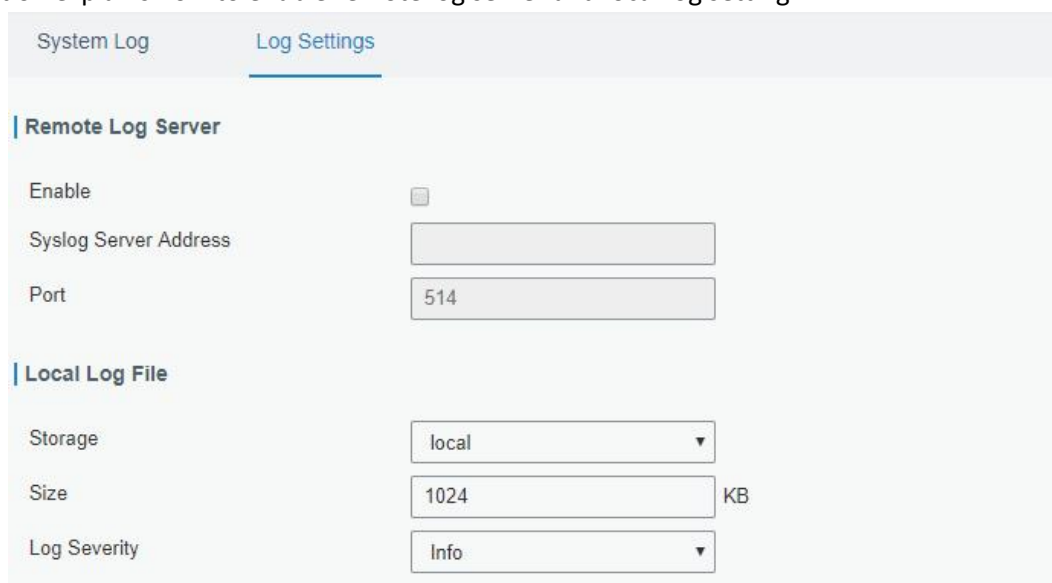 System Log Log Settings
Remote Log Server
Enable
Syslog Server Address
Port 514
Local Log File
Storage local
Size 1024 KB
Log Severity Info